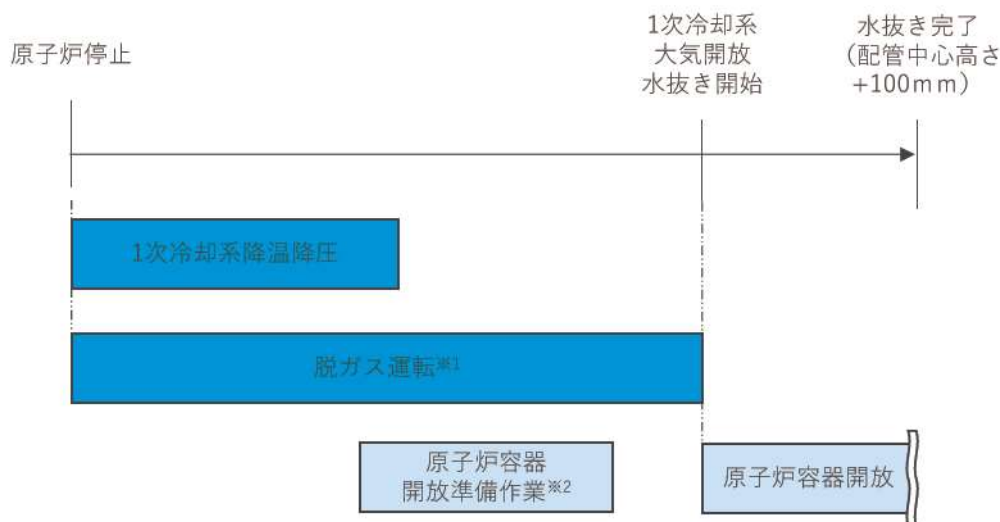 原子炉停止
1次冷却系
大気開放
水抜き開始
水抜き完了
(配管中心高さ
+100mm)
1次冷却系降温降圧
脱ガス運転※1
原子炉容器
開放準備作業※2
原子炉容器開放